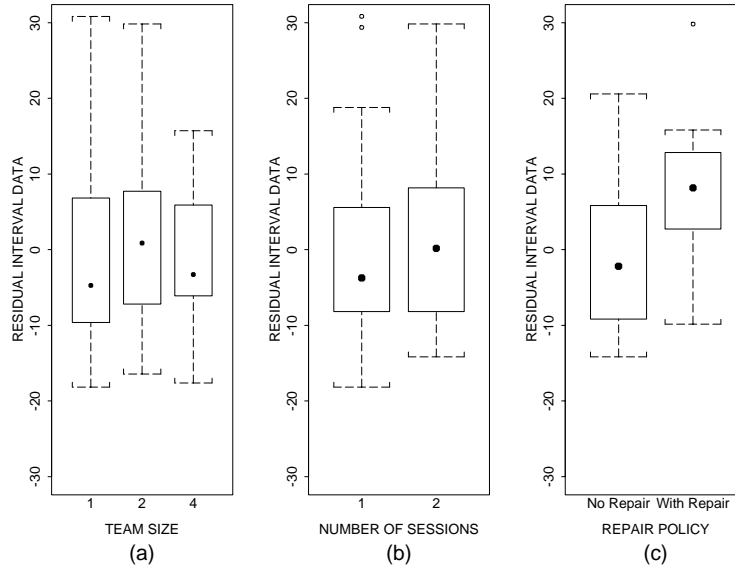 RESIDUAL INTERVAL DATA
30
20
10
0
-10
-20
-30
1 2 4
TEAM SIZE
(a)
RESIDUAL INTERVAL DATA
30
20
10
0
-10
-20
-30
1 2
NUMBER OF SESSIONS
(b)
RESIDUAL INTERVAL DATA
30
20
10
0
-10
-20
-30
No Repair With Repair
REPAIR POLICY
(c)